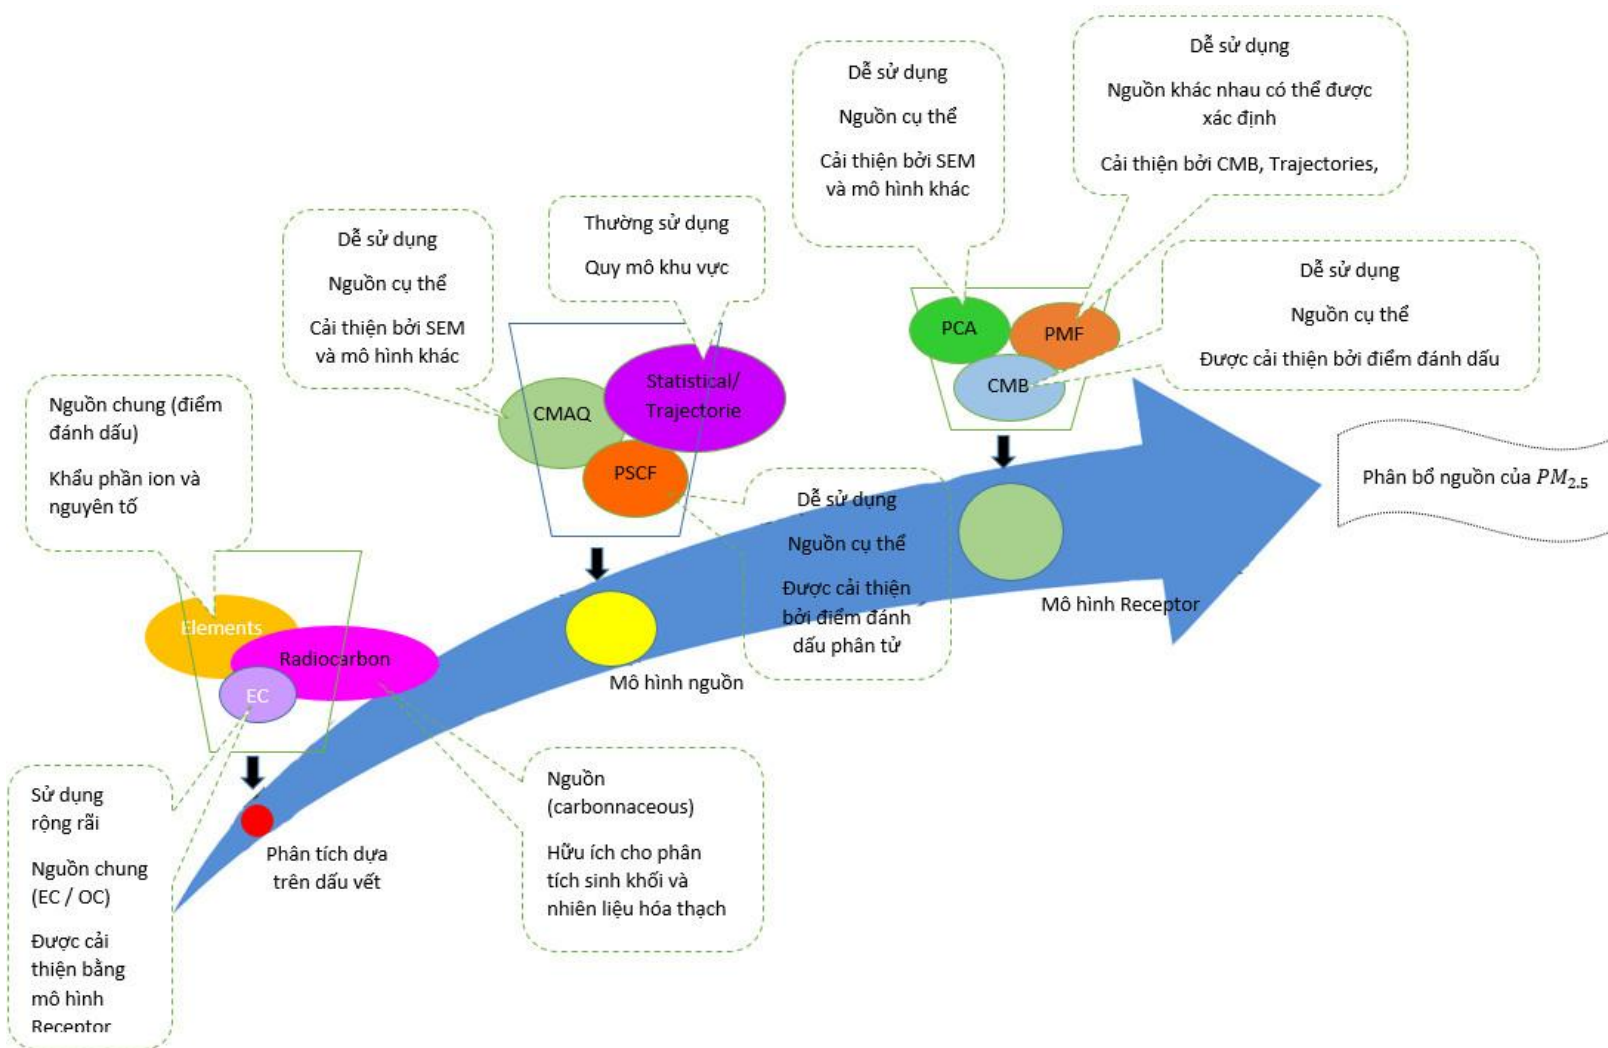 Nguồn chung (điểm
đánh dấu)
Khẩu phần ion và
nguyên tố
Elements
Radiocarbon
EC
Sử dụng
rộng rãi
Nguồn chung
(EC / OC)
Được cải
thiện bằng
mô hình
Receptor
Phân tích dựa
trên dấu vết
Nguồn
(carbonnaceous)
Hữu ích cho phân
tích sinh khối và
nhiên liệu hóa thạch
Dễ sử dụng
Nguồn cụ thể
Cải thiện bởi SEM
và mô hình khác
Thường sử dụng
Quy mô khu vực
CMAQ
Statistical/
Trajectorie
PSCF
Dễ sử dụng
Nguồn cụ thể
Được cải thiện
bởi điểm đánh
dấu phân tử
Mô hình nguồn
Dễ sử dụng
Nguồn cụ thể
Cải thiện bởi SEM
và mô hình khác
Dễ sử dụng
Nguồn khác nhau có thể được
xác định
Cải thiện bởi CMB, Trajectories,
PCA
PMF
CMB
Dễ sử dụng
Nguồn cụ thể
Được cải thiện bởi điểm đánh dấu
Mô hình Receptor
Phân bổ nguồn của PM2.5